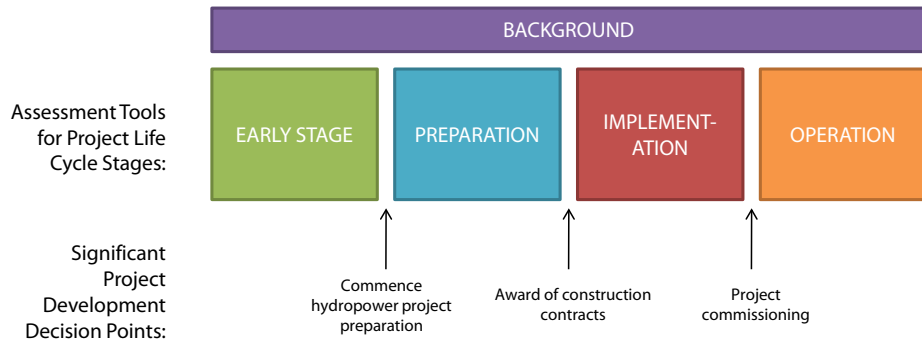 BACKGROUND
Assessment Tools
for Project Life
Cycle Stages:
EARLY STAGE
PREPARATION
IMPLEMENT-
ATION
OPERATION
Significant
Project
Development
Decision Points:
Commence
hydropower project
preparation
Award of construction
contracts
Project
commissioning